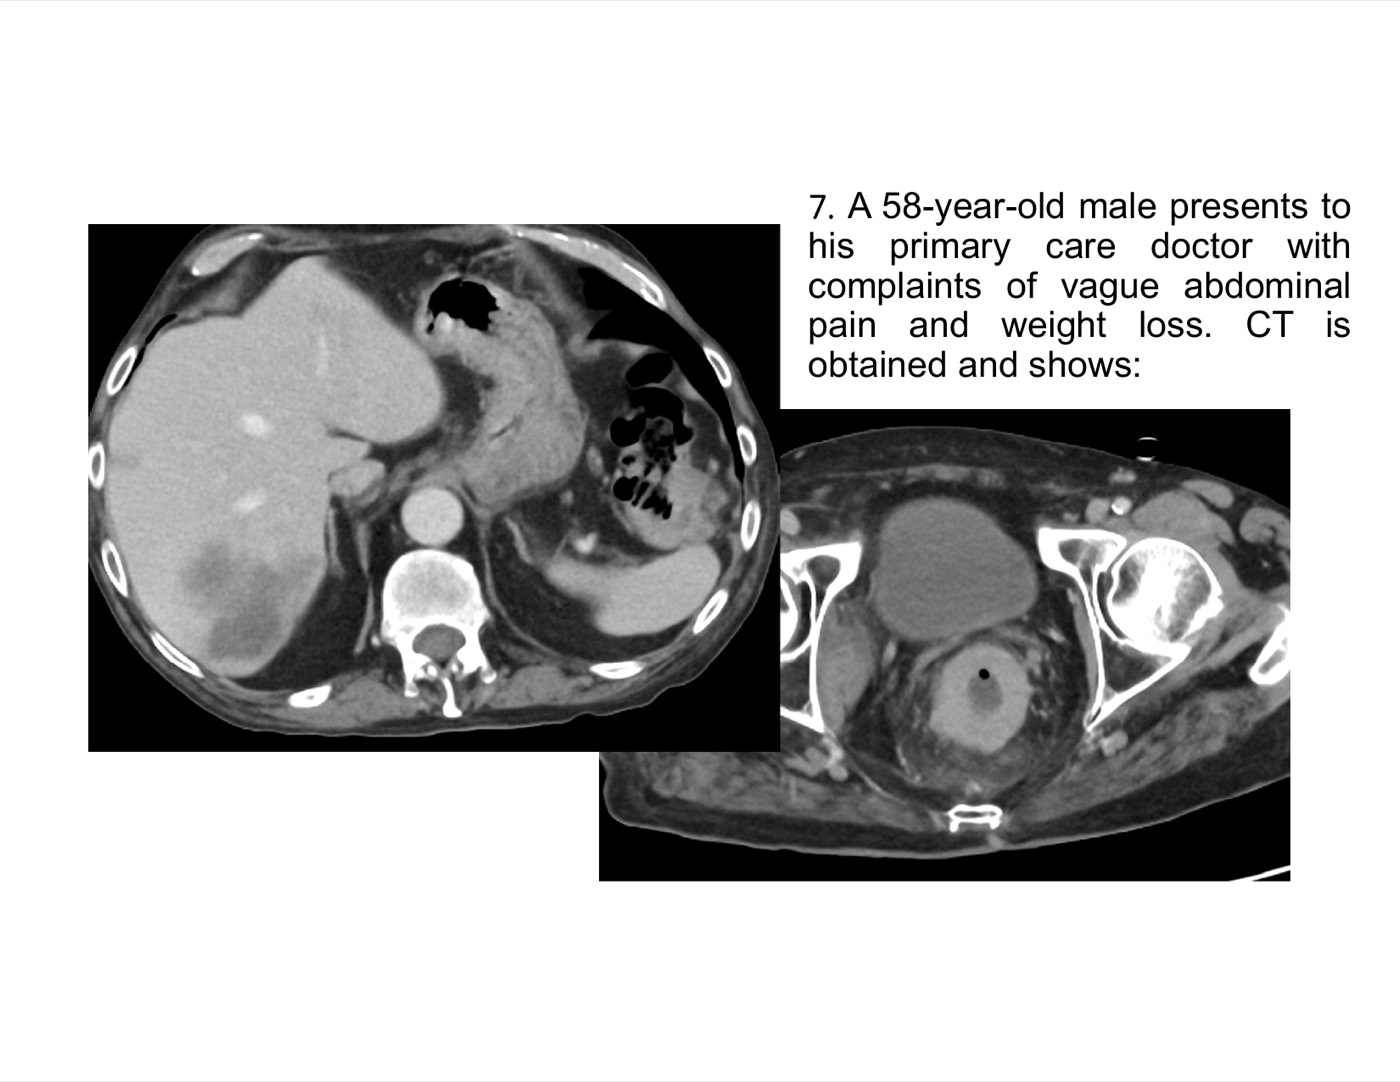 7. A 58-year-old male presents to
his primary care doctor with
complaints of vague abdominal
pain and weight loss. CT is
obtained and shows: